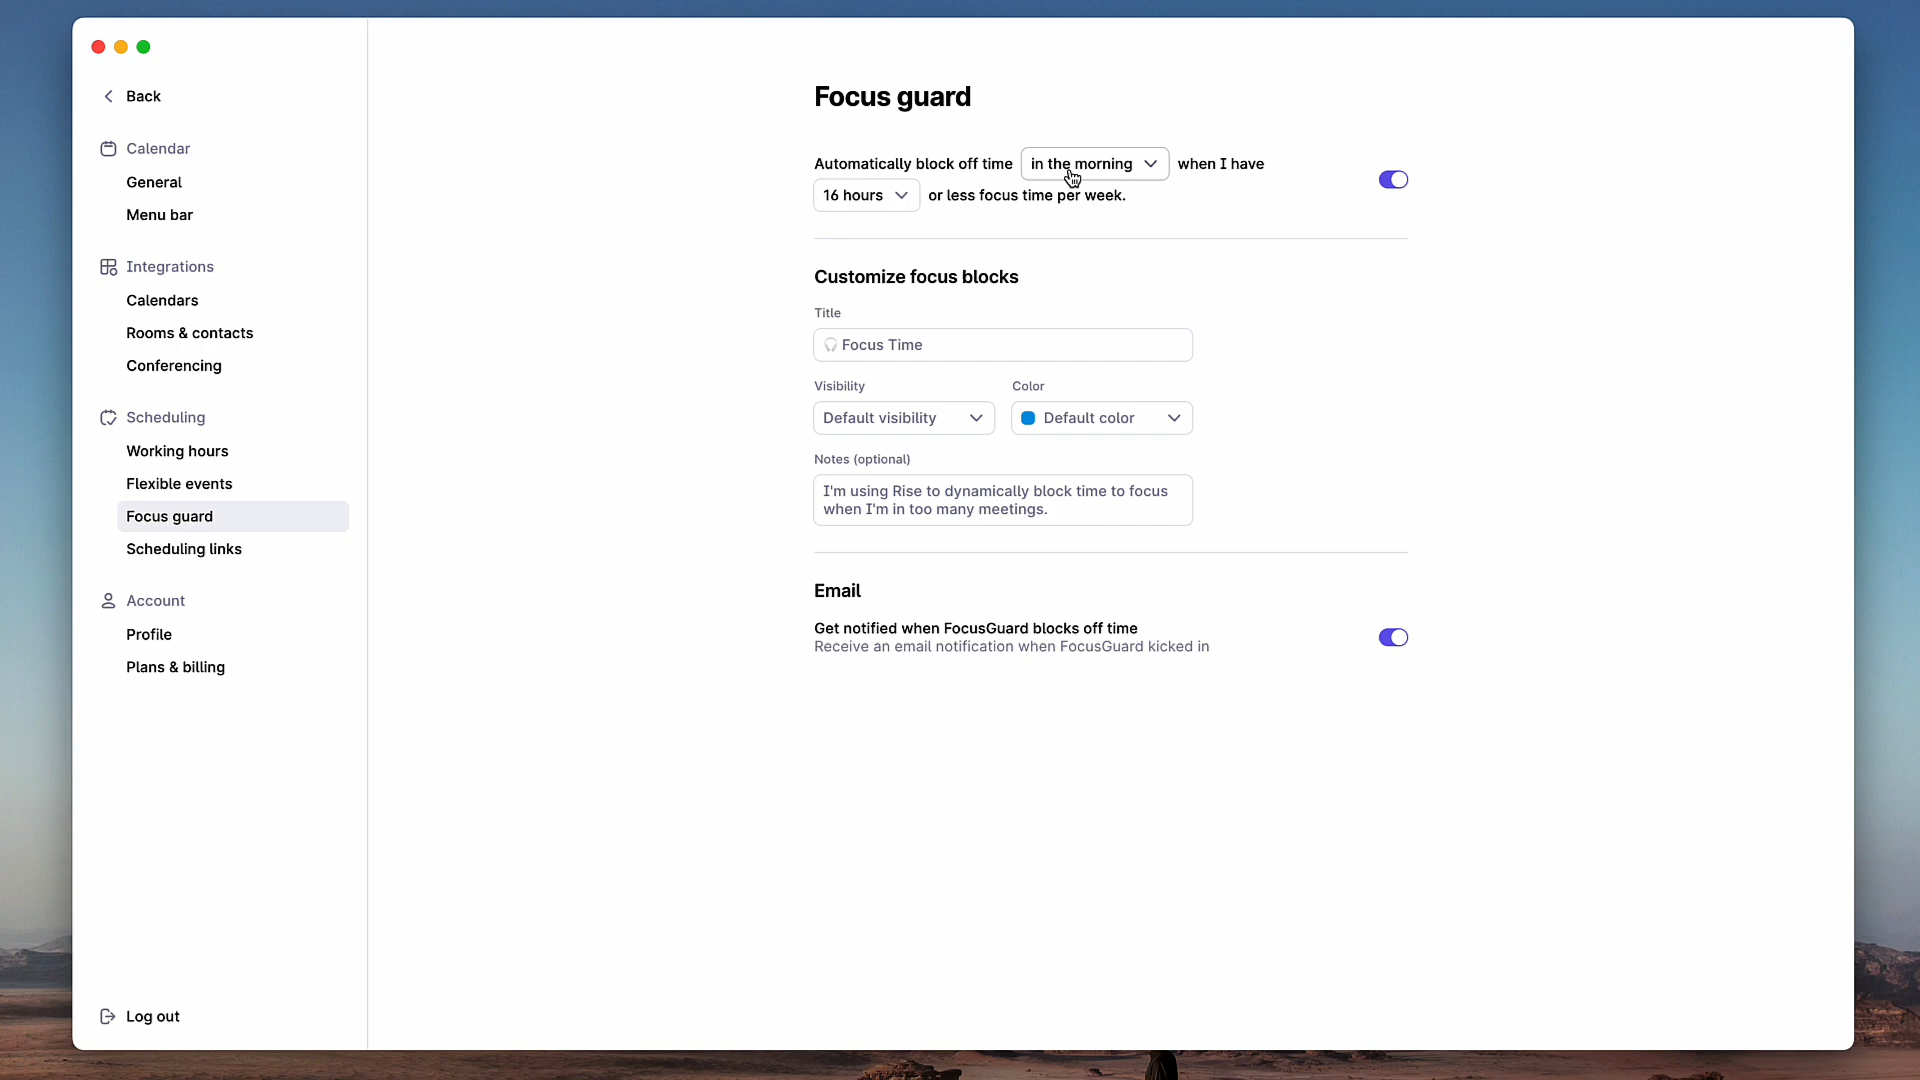 Back
Calendar
General
Menu bar
Integrations
Calendars
Rooms & contacts
Conferencing
Scheduling
Working hours
Flexible events
Focus guard
Scheduling links
Account
Profile
Plans & billing
Log out
Focus guard
Automatically block off time in the morning when I have
16 hours or less focus time per week.
Customize focus blocks
Title
🎧 Focus Time
Visibility Color
Default visibility Default color
Notes (optional)
I'm using Rise to dynamically block time to focus
when I'm in too many meetings.
Email
Get notified when FocusGuard blocks off time
Receive an email notification when FocusGuard kicked in